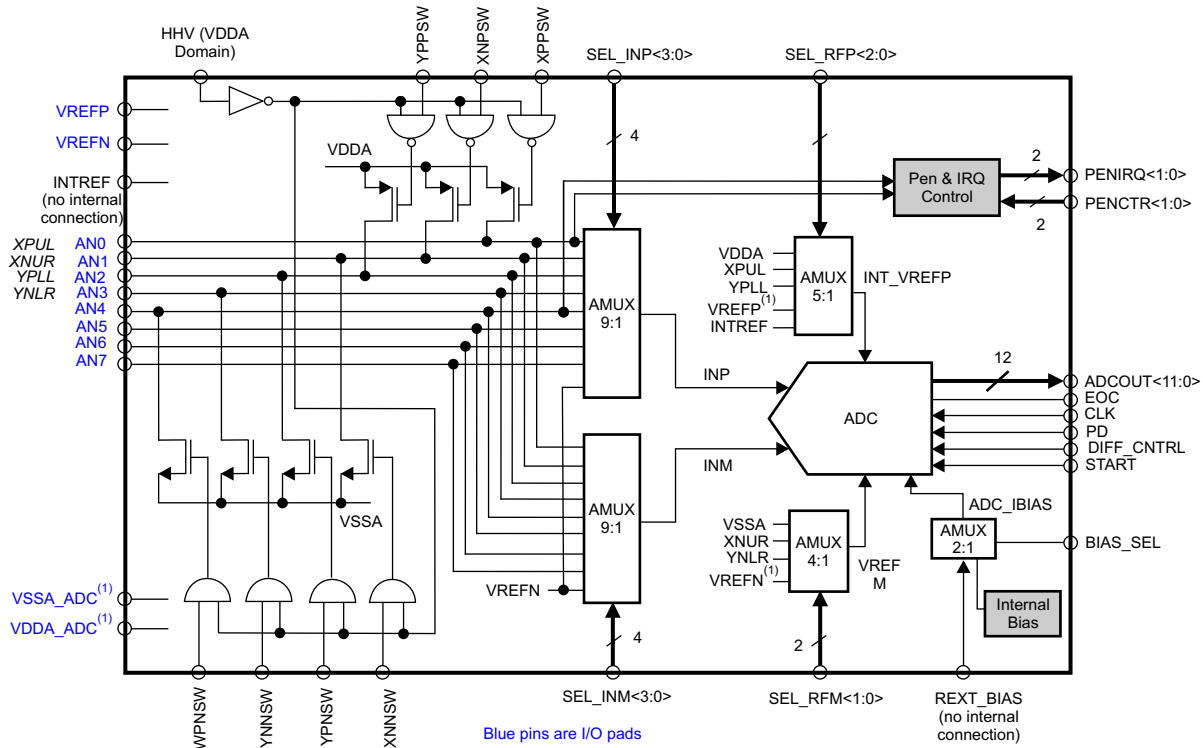 HHV (VDDA
Domain)
YPPSW
XNPSW
XPPSW
SEL_INP<3:0>
SEL_RFP<2:0>
VREFP
VREFN
INTREF
(no internal
connection)
VDDA
4
Pen & IRQ
Control
2
PENIRQ<1:0>
PENCTR<1:0>
2
XPUL AN0
XNUR AN1
YPLL AN2
YNLR AN3
AN4
AN5
AN6
AN7
AMUX
9:1
VDDA
XPUL
YPLL
VREFP(1)
INTREF
AMUX
5:1
INT_VREFP
INP
ADC
12
ADCOUT<11:0>
EOC
CLK
PD
DIFF_CNTRL
START
INM
AMUX
9:1
VSSA
VREFN
VSSA
XNUR
YNLR
VREFN(1)
AMUX
4:1
VREF
M
ADC_IBIAS
AMUX
2:1
BIAS_SEL
Internal
Bias
VSSA_ADC(1)
VDDA_ADC(1)
4
2
WPNSW
YNNSW
YPNSW
XNNSW
SEL_INM<3:0>
SEL_RFM<1:0>
REXT_BIAS
(no internal
connection)
Blue pins are I/O pads